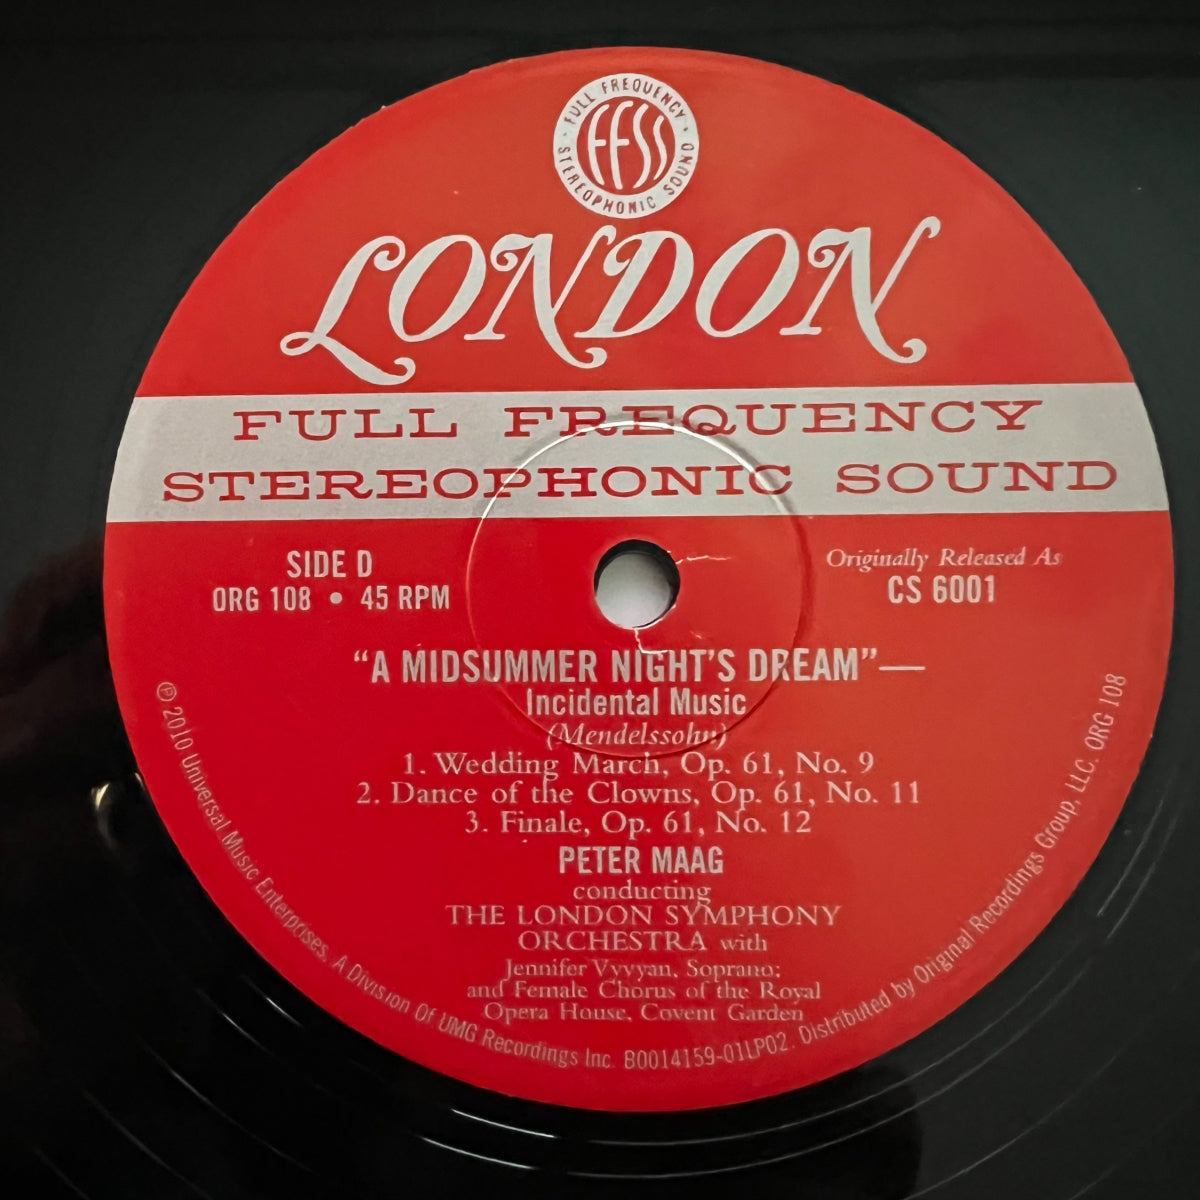 FULL FREQUENCY
FFSS
STEREOPHONIC SOUND
LONDON
FULL FREQUENCY
STEREOPHONIC SOUND
SIDE D
ORG 108 • 45 RPM
Originally Released As
CS 6001
"A MIDSUMMER NIGHT'S DREAM"—
Incidental Music
(Mendelssohn)
1. Wedding March, Op. 61, No. 9
2. Dance of the Clowns, Op. 61, No. 11
3. Finale, Op. 61, No. 12
PETER MAAG
conducting
THE LONDON SYMPHONY
ORCHESTRA with
Jennifer Vyvyan, Soprano;
and Female Chorus of the Royal
Opera House, Covent Garden
℗ 2010 Universal Music Enterprises, A Division Of UMG Recordings Inc. B0014159-01LP02. Distributed by Original Recordings Group, LLC. ORG 108